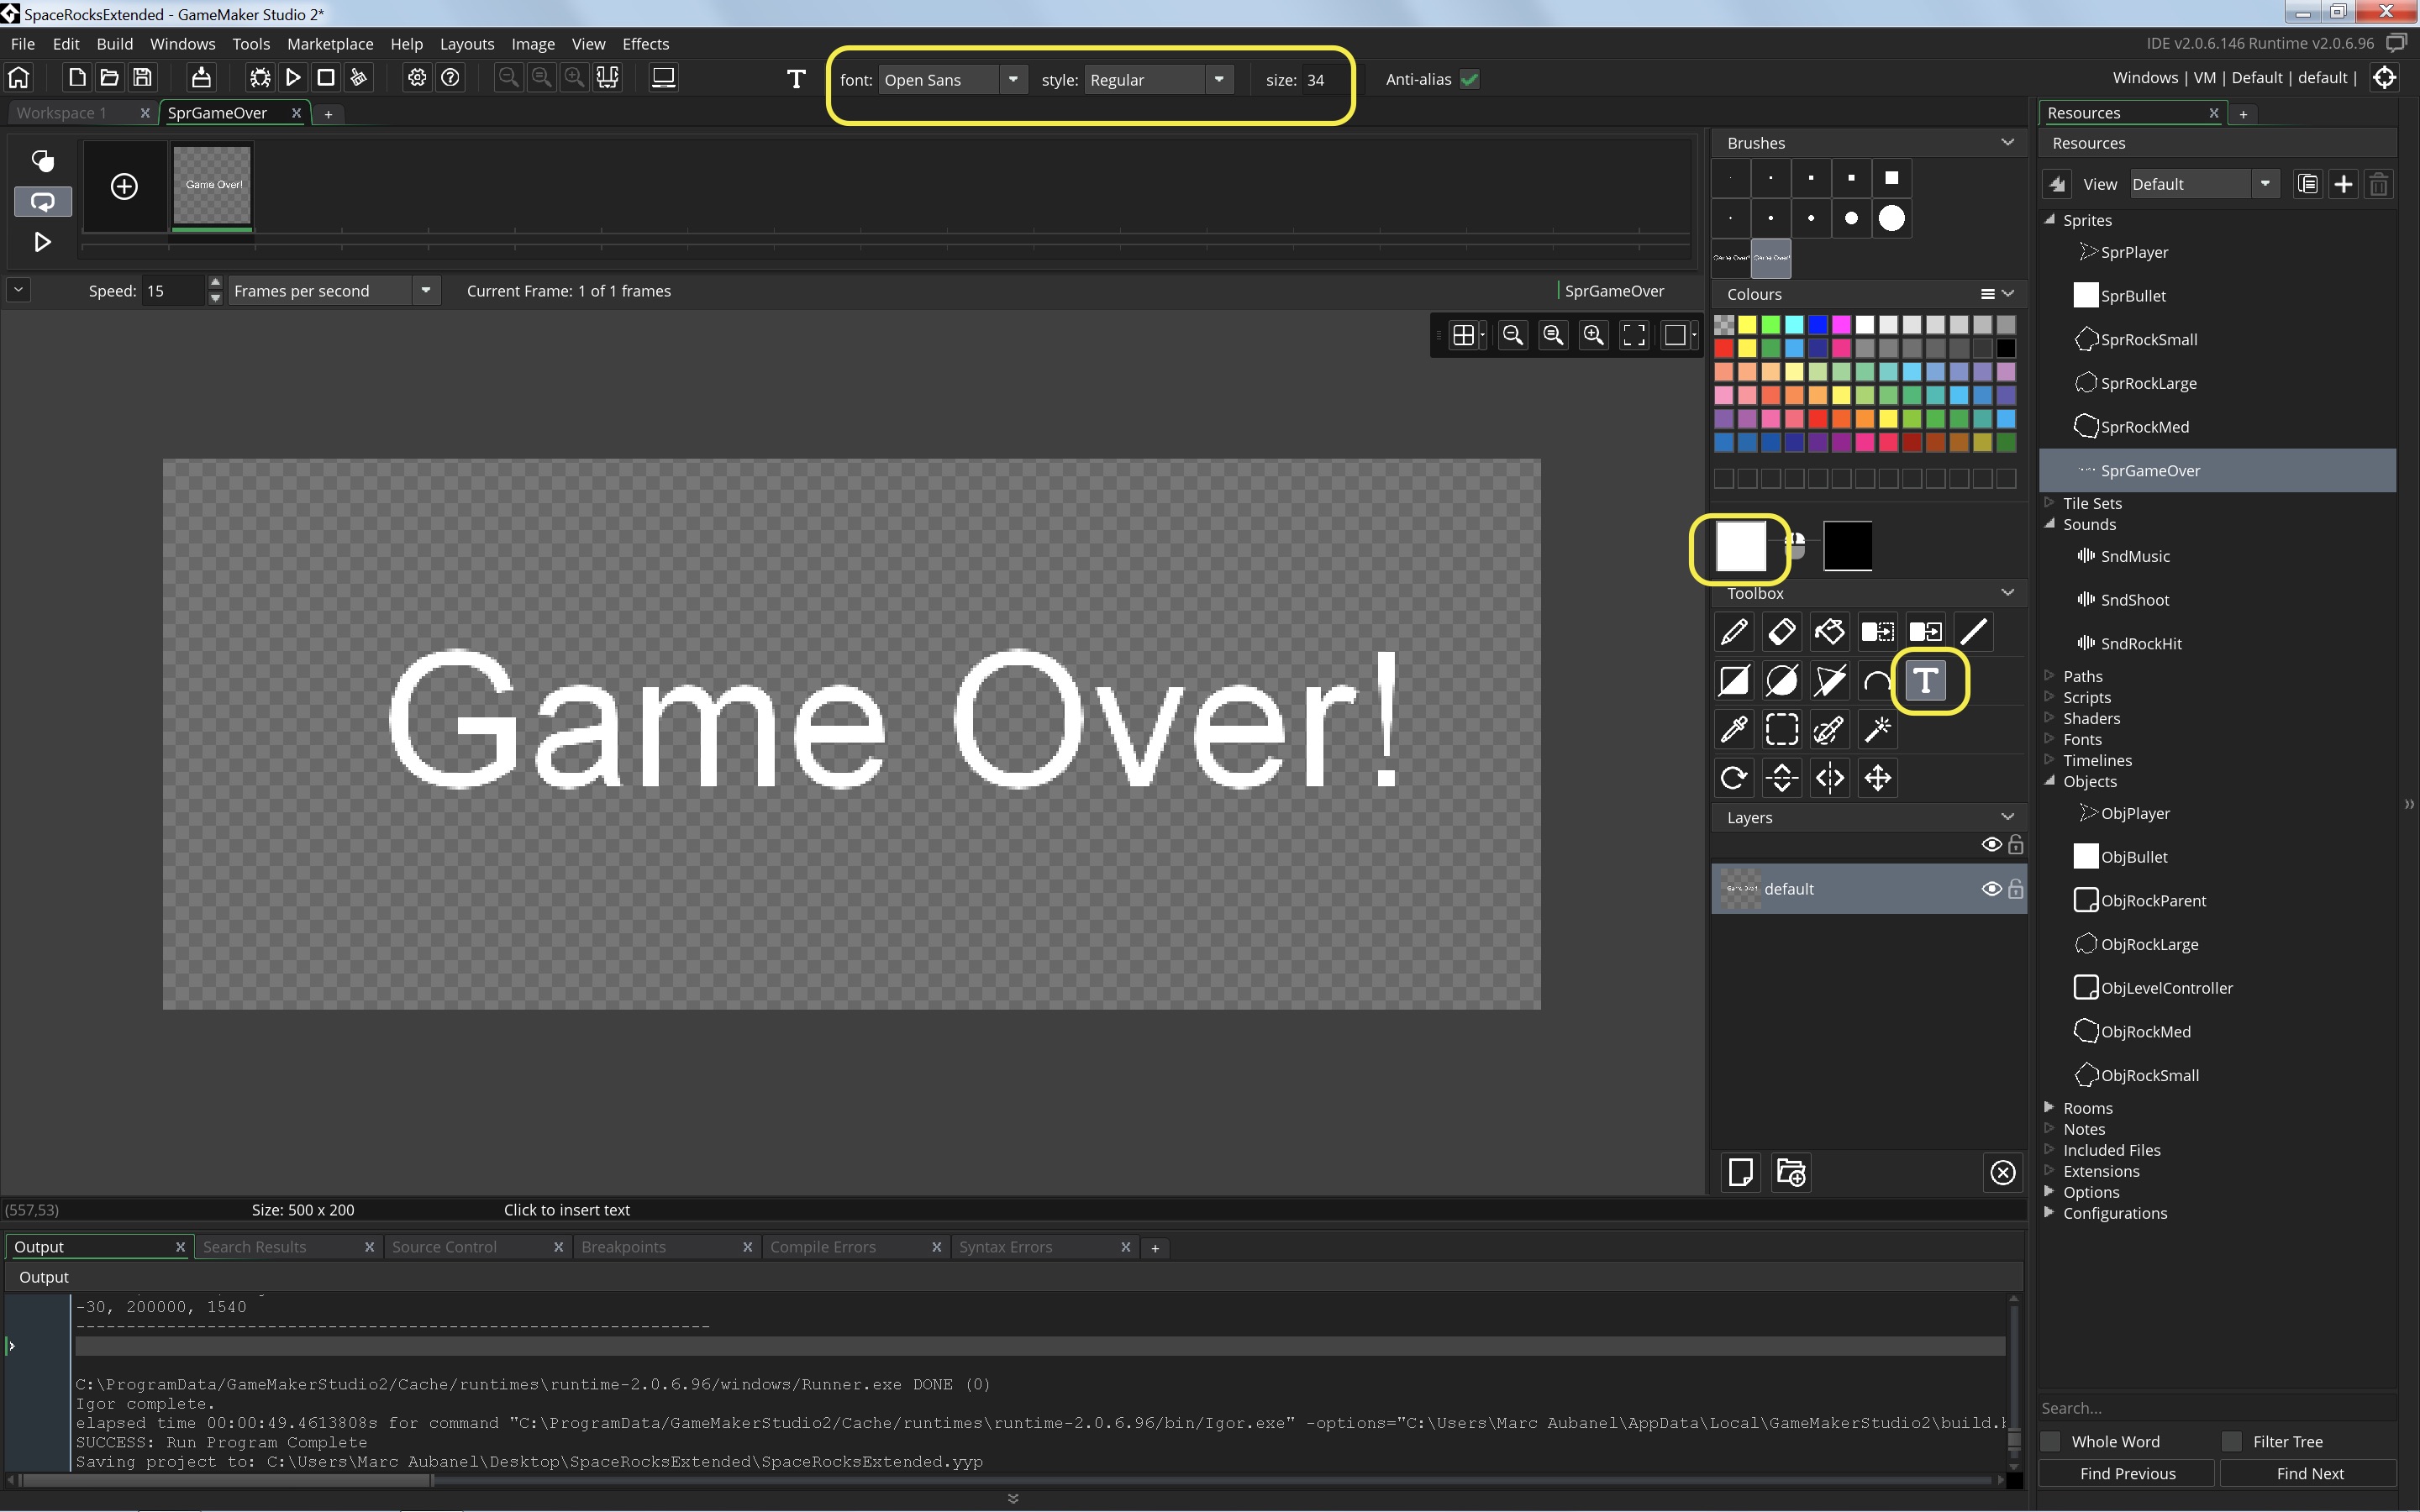 SpaceRocksExtended - GameMaker Studio 2*
File Edit Build Windows Tools Marketplace Help Layouts Image View Effects
IDE v2.0.6.146 Runtime v2.0.6.96
T font: Open Sans style: Regular size: 34 Anti-alias
Windows | VM | Default | default |
Workspace 1 X SprGameOver X +
Game Over!
Speed: 15 Frames per second Current Frame: 1 of 1 frames SprGameOver
Game Over!
(557,53) Size: 500 x 200 Click to insert text
Brushes
Game Over! Game Over!
Colours
Toolbox
T
Layers
default
Resources X +
Resources
View Default
Sprites
SprPlayer
SprBullet
SprRockSmall
SprRockLarge
SprRockMed
SprGameOver
Tile Sets
Sounds
SndMusic
SndShoot
SndRockHit
Paths
Scripts
Shaders
Fonts
Timelines
Objects
ObjPlayer
ObjBullet
ObjRockParent
ObjRockLarge
ObjLevelController
ObjRockMed
ObjRockSmall
Rooms
Notes
Included Files
Extensions
Options
Configurations
Search...
Whole Word Filter Tree
Find Previous Find Next
Output X Search Results X Source Control X Breakpoints X Compile Errors X Syntax Errors X +
Output
-30, 200000, 1540
------------------------------------------------------------
C:\ProgramData/GameMakerStudio2/Cache/runtimes\runtime-2.0.6.96/windows/Runner.exe DONE (0)
Igor complete.
elapsed time 00:00:49.4613808s for command "C:\ProgramData/GameMakerStudio2/Cache/runtimes\runtime-2.0.6.96/bin/Igor.exe" -options="C:\Users\Marc Aubanel\AppData\Local\GameMakerStudio2\build.
SUCCESS: Run Program Complete
Saving project to: C:\Users\Marc Aubanel\Desktop\SpaceRocksExtended\SpaceRocksExtended.yyp